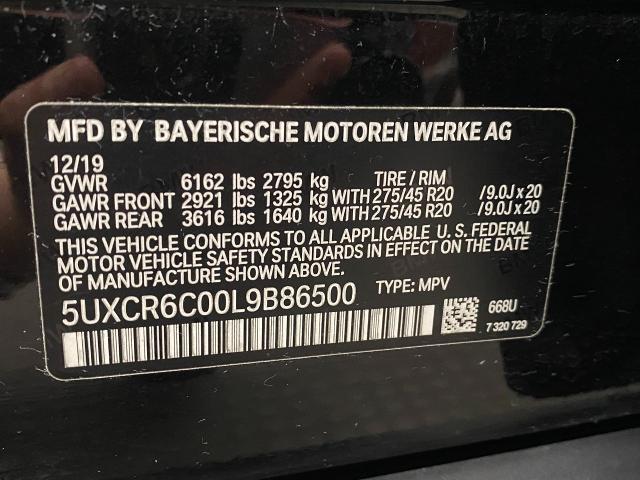 MFD BY BAYERISCHE MOTOREN WERKE AG
12/19
GVWR 6162 lbs 2795 kg TIRE / RIM
GAWR FRONT 2921 lbs 1325 kg WITH 275/45 R20 /9.0J x 20
GAWR REAR 3616 lbs 1640 kg WITH 275/45 R20 /9.0J x 20
THIS VEHICLE CONFORMS TO ALL APPLICABLE U.S. FEDERAL
MOTOR VEHICLE SAFETY STANDARDS IN EFFECT ON THE DATE
OF MANUFACTURE SHOWN ABOVE.
5UXCR6C00L9B86500 TYPE: MPV
668U
7 320 729